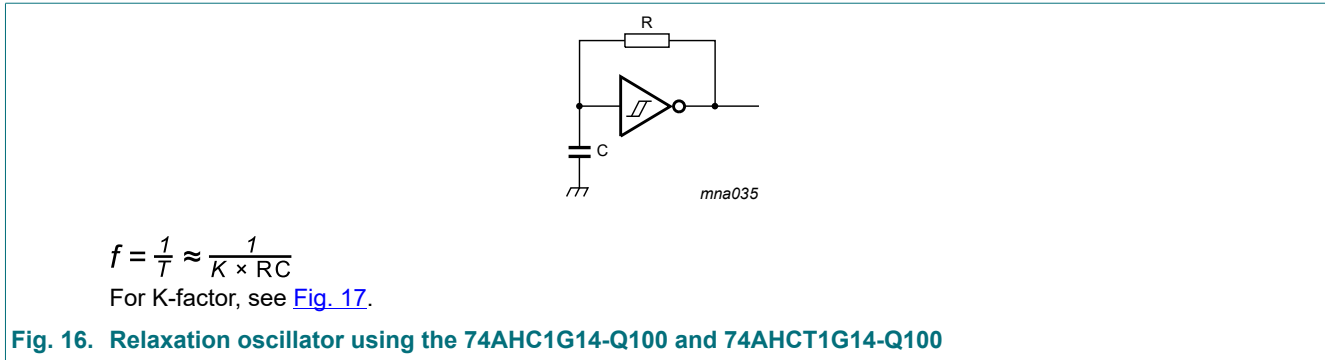 R
C
mna035
f = 1/T ≈ 1/(K × RC)
For K-factor, see Fig. 17.
Fig. 16. Relaxation oscillator using the 74AHC1G14-Q100 and 74AHCT1G14-Q100